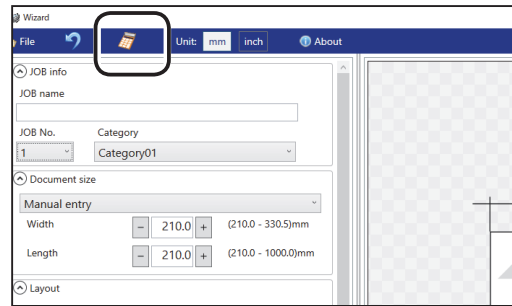 Wizard
File Unit: mm inch About
JOB info
JOB name
JOB No. Category
1 Category01
Document size
Manual entry
Width - 210.0 + (210.0 - 330.5)mm
Length - 210.0 + (210.0 - 1000.0)mm
Layout